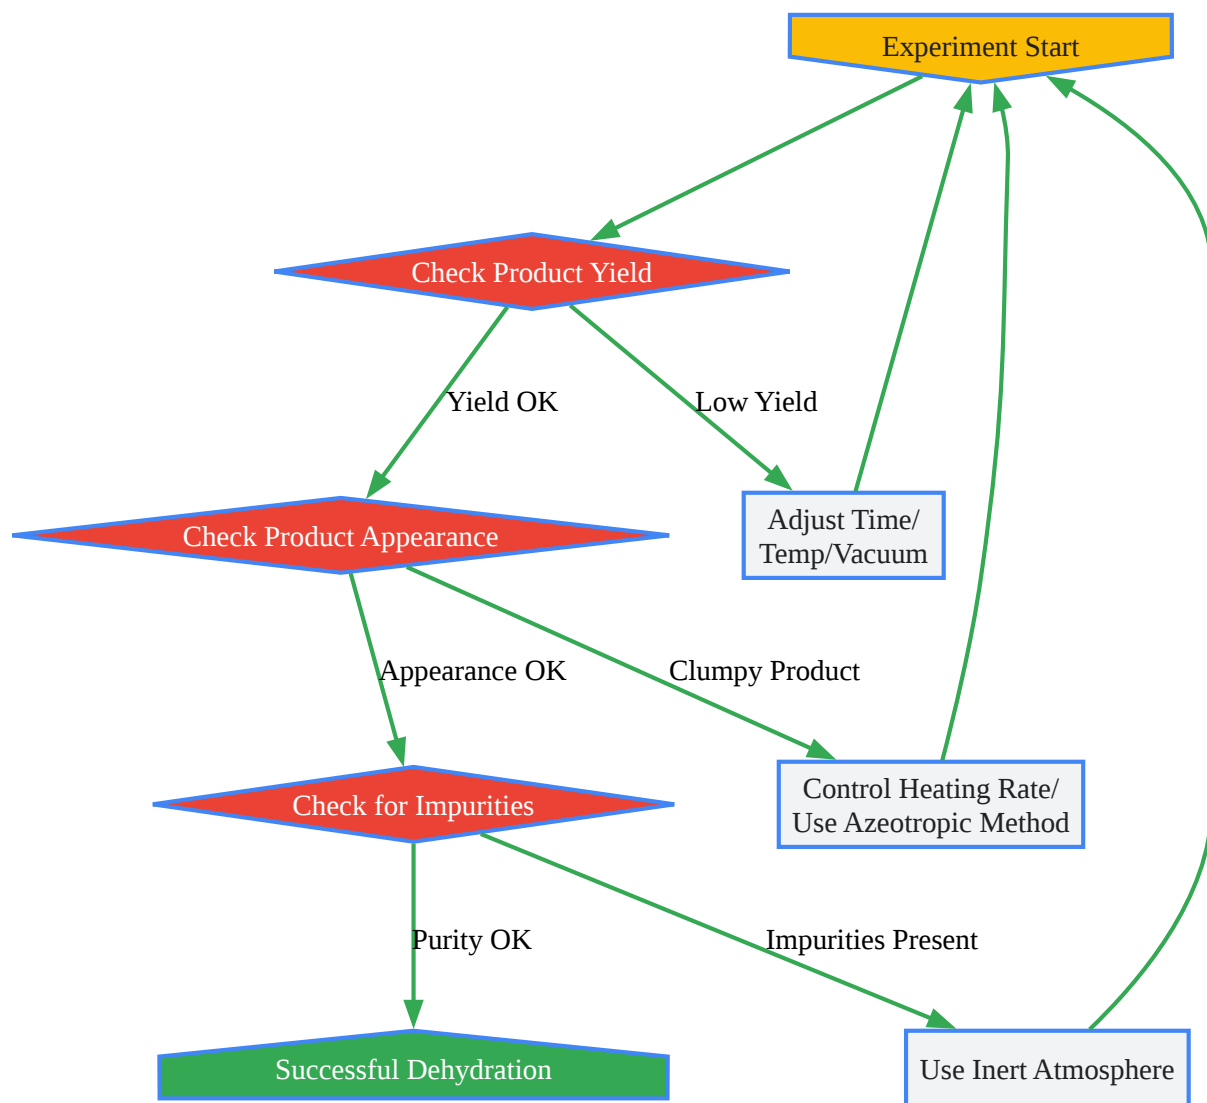 Experiment Start
Check Product Yield
Yield OK
Low Yield
Adjust Time/
Temp/Vacuum
Check Product Appearance
Appearance OK
Clumpy Product
Control Heating Rate/
Use Azeotropic Method
Check for Impurities
Purity OK
Impurities Present
Successful Dehydration
Use Inert Atmosphere